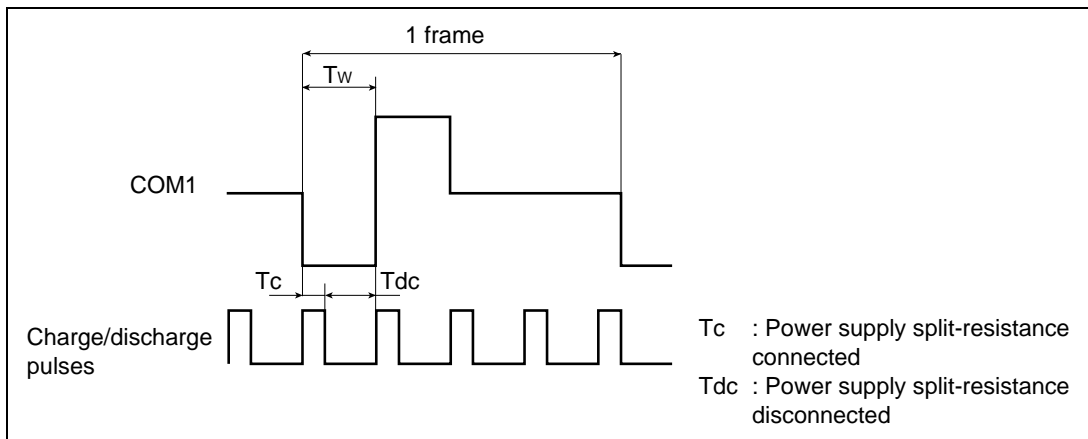 1 frame
Tw
COM1
Tc
Tdc
Charge/discharge
pulses
Tc : Power supply split-resistance
connected
Tdc : Power supply split-resistance
disconnected